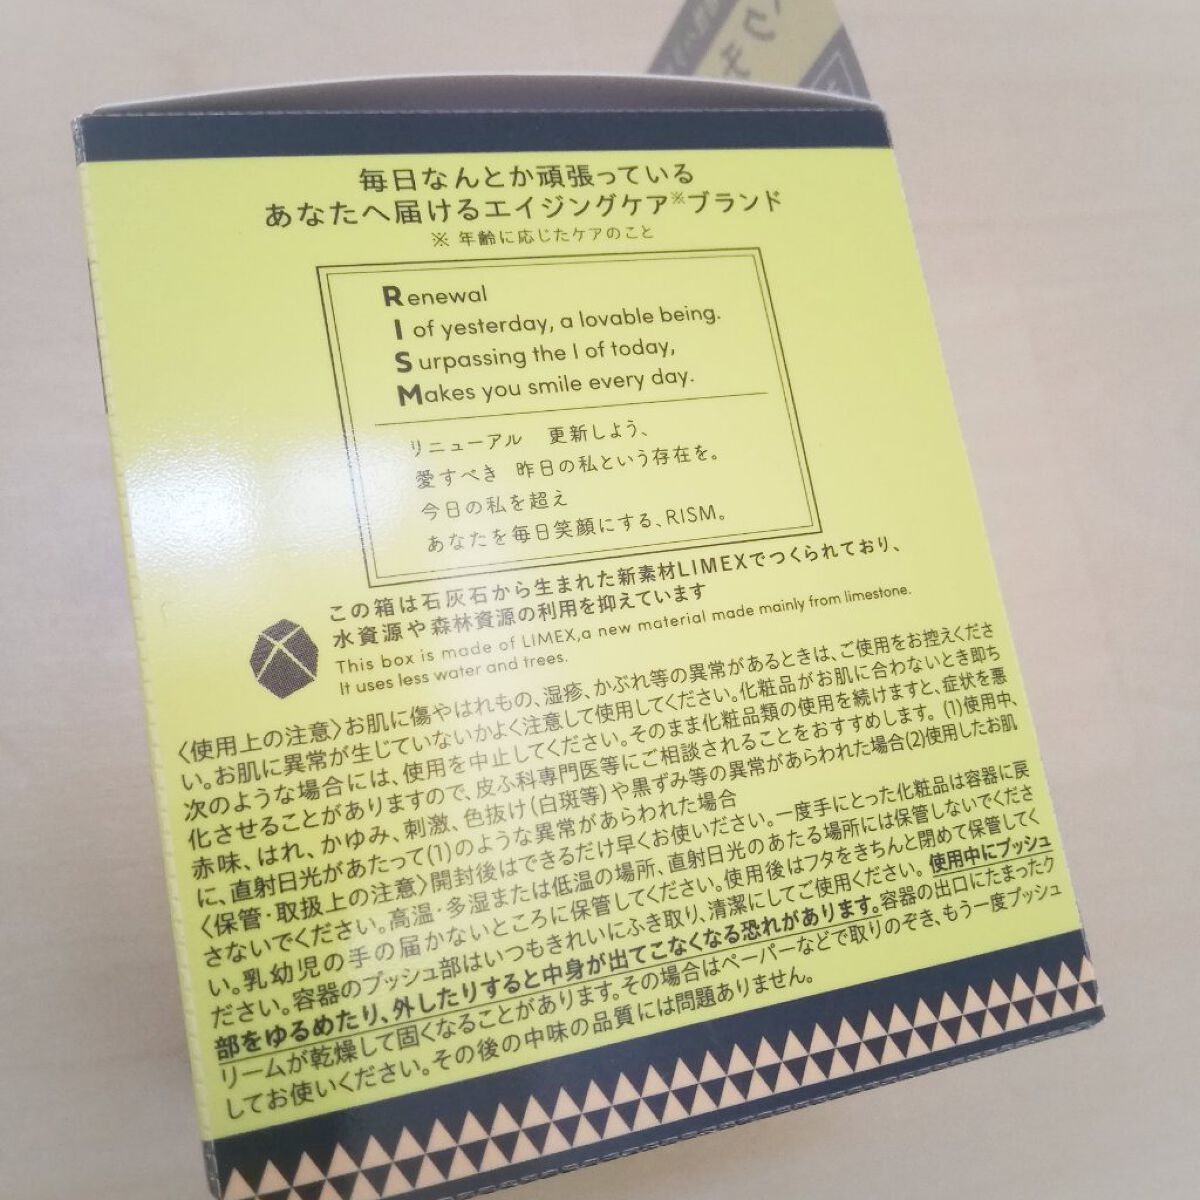 毎日なんとか頑張っている
あなたへ届けるエイジングケア※ブランド
※ 年齢に応じたケアのこと
Renewal
I of yesterday, a lovable being.
Surpassing the I of today,
Makes you smile every day.
リニューアル 更新しよう、
愛すべき 昨日の私という存在を。
今日の私を超え
あなたを毎日笑顔にする、RISM。
この箱は石灰石から生まれた新素材LIMEXでつくられており、
水資源や森林資源の利用を抑えています
This box is made of LIMEX,a new material made mainly from limestone.
It uses less water and trees.
〈使用上の注意〉お肌に傷やはれもの、湿疹、かぶれ等の異常があるときは、ご使用をお控えくださ
い。お肌に異常が生じていないかよく注意して使用してください。化粧品がお肌に合わないとき即ち
次のような場合には、使用を中止してください。そのまま化粧品類の使用を続けますと、症状を悪
化させることがありますので、皮ふ科専門医等にご相談されることをおすすめします。(1)使用中、
赤味、はれ、かゆみ、刺激、色抜け(白斑等)や黒ずみ等の異常があらわれた場合(2)使用したお肌
に、直射日光があたって(1)のような異常があらわれた場合
〈保管・取扱上の注意〉開封後はできるだけ早くお使いください。一度手にとった化粧品は容器に戻
さないでください。高温・多湿または低温の場所、直射日光のあたる場所には保管しないでくださ
い。乳幼児の手の届かないところに保管してください。使用後はフタをきちんと閉めて保管してく
ださい。容器のプッシュ部はいつもきれいにふき取り、清潔にしてご使用ください。使用中にプッシュ
部をゆるめたり、外したりすると中身が出てこなくなる恐れがあります。容器の出口にたまったク
リームが乾燥して固くなることがあります。その場合はペーパーなどで取りのぞき、もう一度プッシュ
してお使いください。その後の中味の品質には問題ありません。